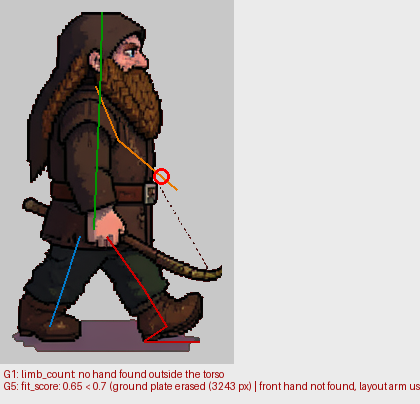 G1: limb_count: no hand found outside the torso
G5: fit_score: 0.65 < 0.7 (ground plate erased (3243 px) | front hand not found, layout arm us